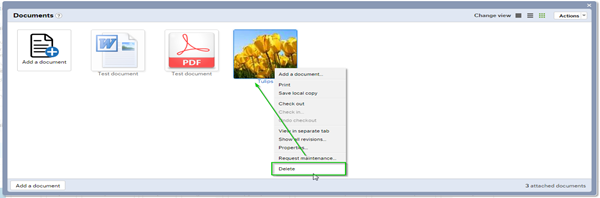 Documents ?
Change view
Actions
Add a document
W
Test document
PDF
Test document
Tulips
Add a document...
Print
Save local copy
Check out
Check in...
Undo checkout
View in separate tab
Show all revisions...
Properties...
Request maintenance...
Delete
Add a document
3 attached documents